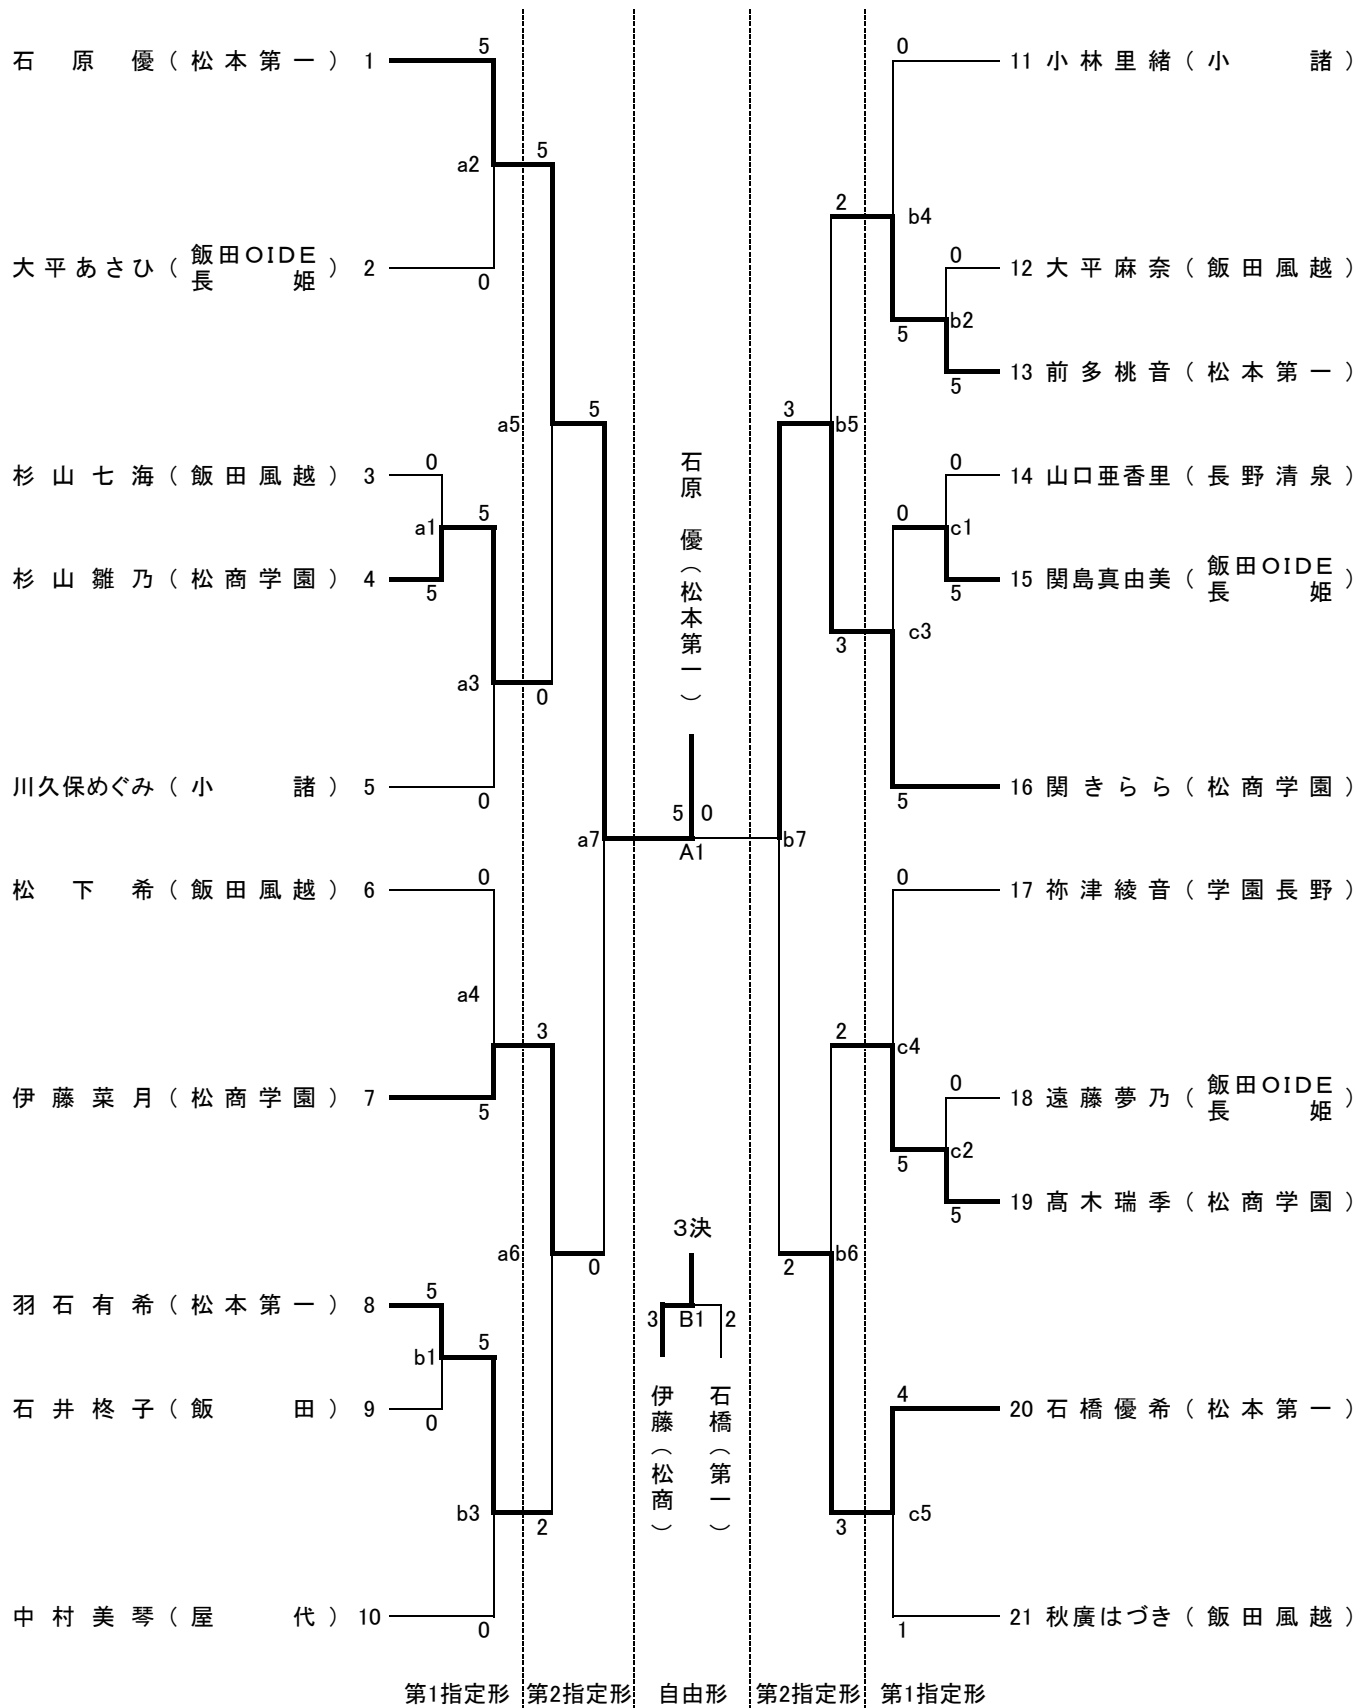 石原優（松本第一） 1
5
a2
5
大平あさひ（飯田OIDE長姫） 2
0
a5
5
杉山七海（飯田風越） 3
0
a1
5
杉山雛乃（松商学園） 4
5
a3
0
川久保めぐみ（小諸） 5
0
a7
松下希（飯田風越） 6
0
a4
3
伊藤菜月（松商学園） 7
5
a6
0
羽石有希（松本第一） 8
5
b1
5
石井柊子（飯田） 9
0
b3
2
中村美琴（屋代） 10
0
石原 優（松本第一）
5 0
A1
3決
3 B1 2
伊藤（松商）
石橋（第一）
0
11 小林里緒（小諸）
2
b4
0
12 大平麻奈（飯田風越）
5
b2
5
13 前多桃音（松本第一）
3
b5
0
14 山口亜香里（長野清泉）
0
c1
5
15 関島真由美（飯田OIDE長姫）
3
c3
5
16 関きらら（松商学園）
b7
0
17 祢津綾音（学園長野）
2
c4
0
18 遠藤夢乃（飯田OIDE長姫）
5
c2
5
19 髙木瑞季（松商学園）
2
b6
4
20 石橋優希（松本第一）
3
c5
1
21 秋廣はづき（飯田風越）
第1指定形 第2指定形 自由形 第2指定形 第1指定形